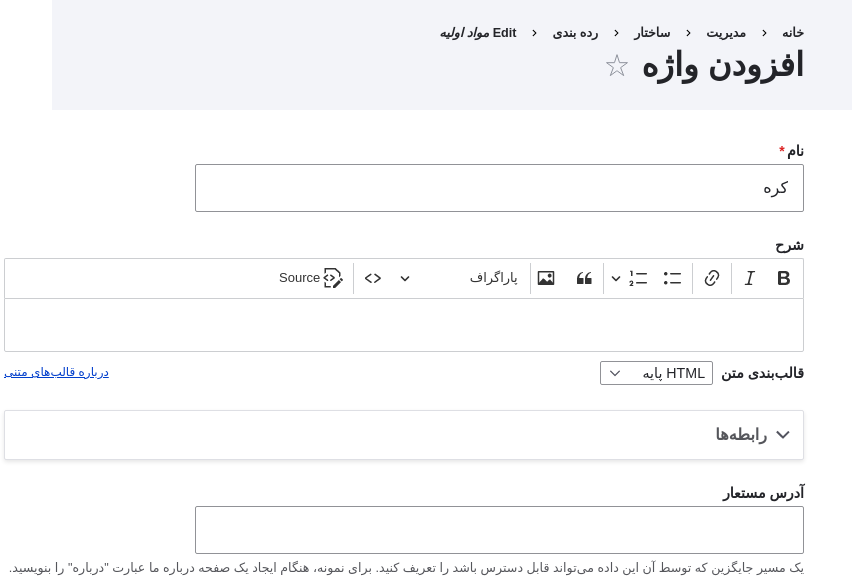 خانه › مدیریت › ساختار › رده بندی › Edit مواد اولیه
افزودن واژه ☆
نام *
کره
شرح
B I پاراگراف Source
قالب‌بندی متن HTML پایه درباره قالب‌های متنی
رابطه‌ها
آدرس مستعار
یک مسیر جایگزین که توسط آن این داده می‌تواند قابل دسترس باشد را تعریف کنید. برای نمونه، هنگام ایجاد یک صفحه درباره ما عبارت "درباره" را بنویسید.